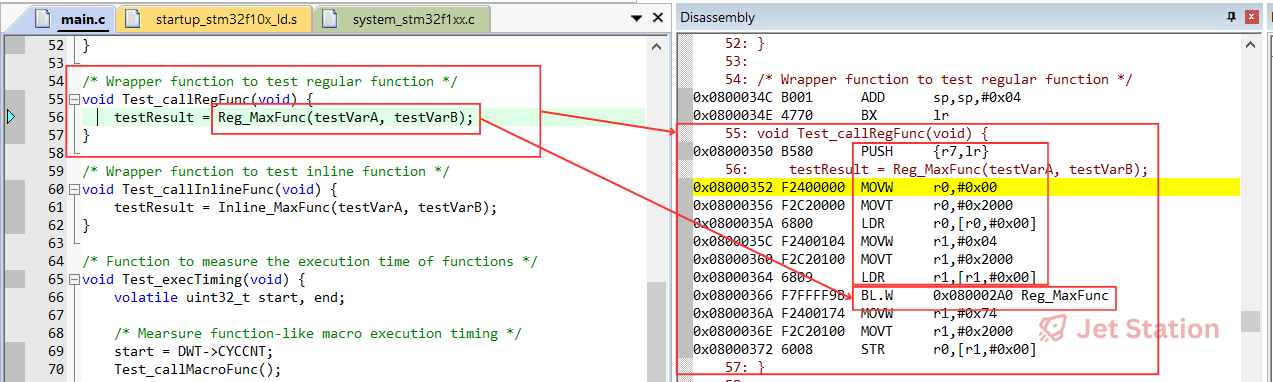 main.c startup_stm32f10x_ld.s system_stm32f1xx.c
52 }
53
54 /* Wrapper function to test regular function */
55 void Test_callRegFunc(void) {
56 testResult = Reg_MaxFunc(testVarA, testVarB);
57 }
58
59 /* Wrapper function to test inline function */
60 void Test_callInlineFunc(void) {
61 testResult = Inline_MaxFunc(testVarA, testVarB);
62 }
63
64 /* Function to measure the execution time of functions */
65 void Test_execTiming(void) {
66 volatile uint32_t start, end;
67
68 /* Mearsure function-like macro execution timing */
69 start = DWT->CYCCNT;
70 Test_callMacroFunc();
Disassembly
52: }
53:
54: /* Wrapper function to test regular function */
0x0800034C B001 ADD sp,sp,#0x04
0x0800034E 4770 BX lr
55: void Test_callRegFunc(void) {
0x08000350 B580 PUSH {r7,lr}
56: testResult = Reg_MaxFunc(testVarA, testVarB);
0x08000352 F2400000 MOVW r0,#0x00
0x08000356 F2C20000 MOVT r0,#0x2000
0x0800035A 6800 LDR r0,[r0,#0x00]
0x0800035C F2400104 MOVW r1,#0x04
0x08000360 F2C20100 MOVT r1,#0x2000
0x08000364 6809 LDR r1,[r1,#0x00]
0x08000366 F7FFFF9B BL.W 0x080002A0 Reg_MaxFunc
0x0800036A F2400174 MOVW r1,#0x74
0x0800036E F2C20100 MOVT r1,#0x2000
0x08000372 6008 STR r0,[r1,#0x00]
57: }
Jet Station